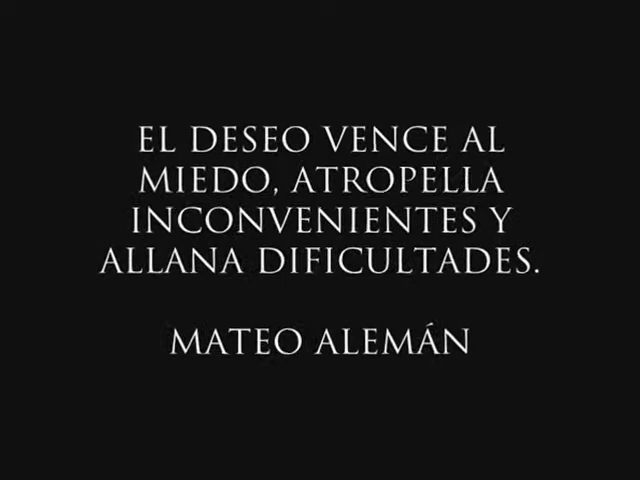 EL DESEO VENCE AL
MIEDO, ATROPELLA
INCONVENIENTES Y
ALLANA DIFICULTADES.
MATEO ALEMÁN